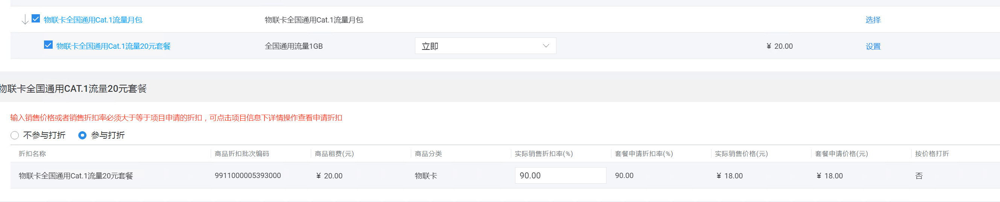 物联卡全国通用Cat.1流量月包 物联卡全国通用Cat.1流量月包 选择
物联卡全国通用Cat.1流量20元套餐 全国通用流量1GB 立即 ¥ 20.00 设置
物联卡全国通用CAT.1流量20元套餐
输入销售价格或者销售折扣率必须大于等于项目申请的折扣，可点击项目信息下详情操作查看申请折扣
不参与打折 参与打折
折扣名称 商品折扣批次编码 商品租费(元) 商品分类 实际销售折扣率(%) 套餐申请折扣率(%) 实际销售价格(元) 套餐申请价格(元) 按价格打折
物联卡全国通用Cat.1流量20元套餐 9911000005393000 ¥ 20.00 物联卡 90.00 90.00 ¥ 18.00 ¥ 18.00 否